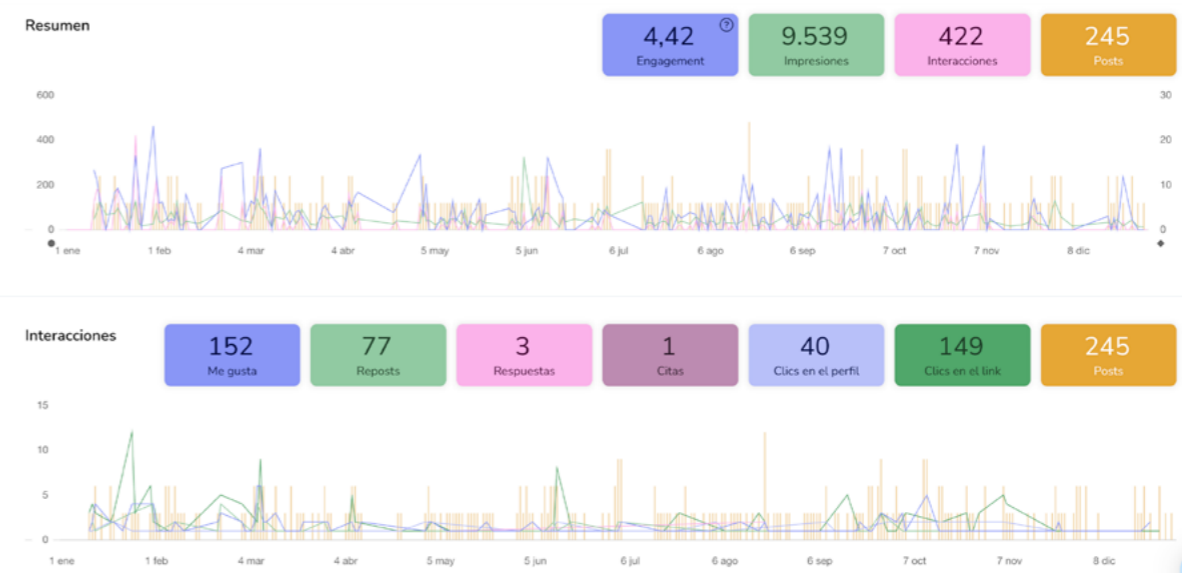 Resumen
4,42 ?
Engagement
9.539
Impresiones
422
Interacciones
245
Posts
600 30
400 20
200 10
0 0
1 ene 1 feb 4 mar 4 abr 5 may 5 jun 6 jul 6 ago 6 sep 7 oct 7 nov 8 dic
Interacciones
152
Me gusta
77
Reposts
3
Respuestas
1
Citas
40
Clics en el perfil
149
Clics en el link
245
Posts
15
10
5
0
1 ene 1 feb 4 mar 4 abr 5 may 5 jun 6 jul 6 ago 6 sep 7 oct 7 nov 8 dic